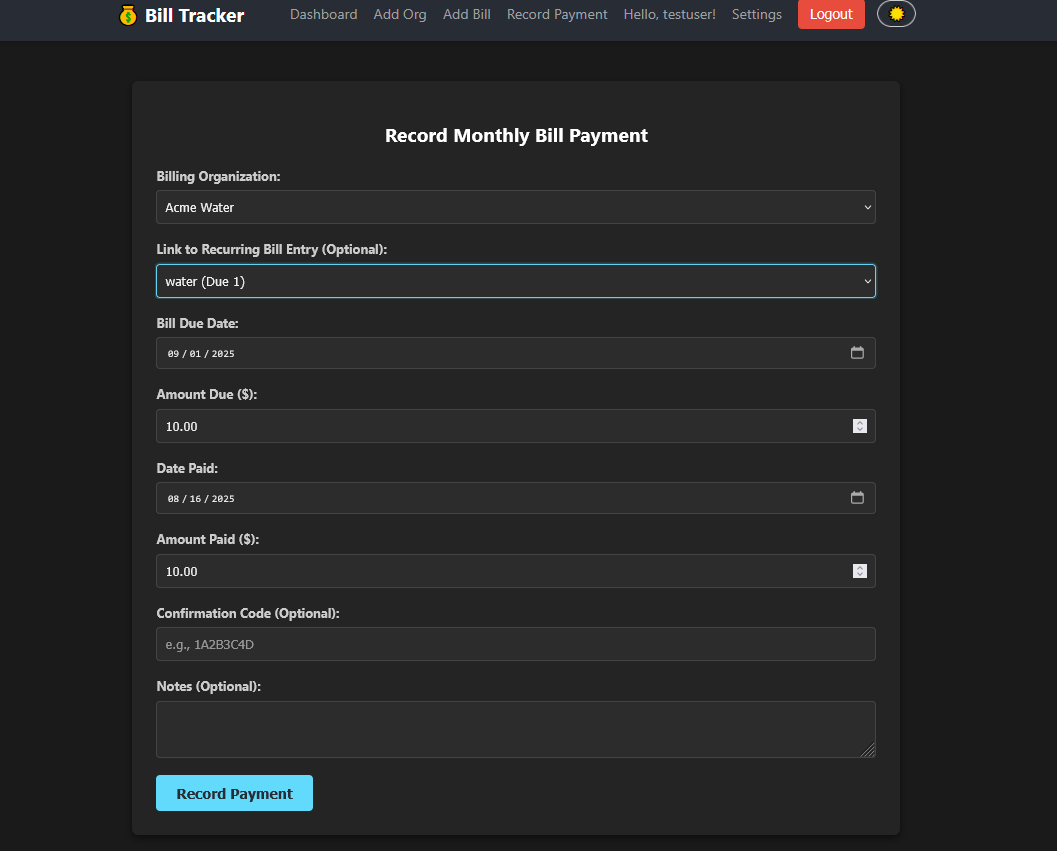 Bill Tracker Dashboard Add Org Add Bill Record Payment Hello, testuser! Settings Logout
Record Monthly Bill Payment
Billing Organization:
Acme Water
Link to Recurring Bill Entry (Optional):
water (Due 1)
Bill Due Date:
09 / 01 / 2025
Amount Due ($):
10.00
Date Paid:
08 / 16 / 2025
Amount Paid ($):
10.00
Confirmation Code (Optional):
e.g., 1A2B3C4D
Notes (Optional):
Record Payment